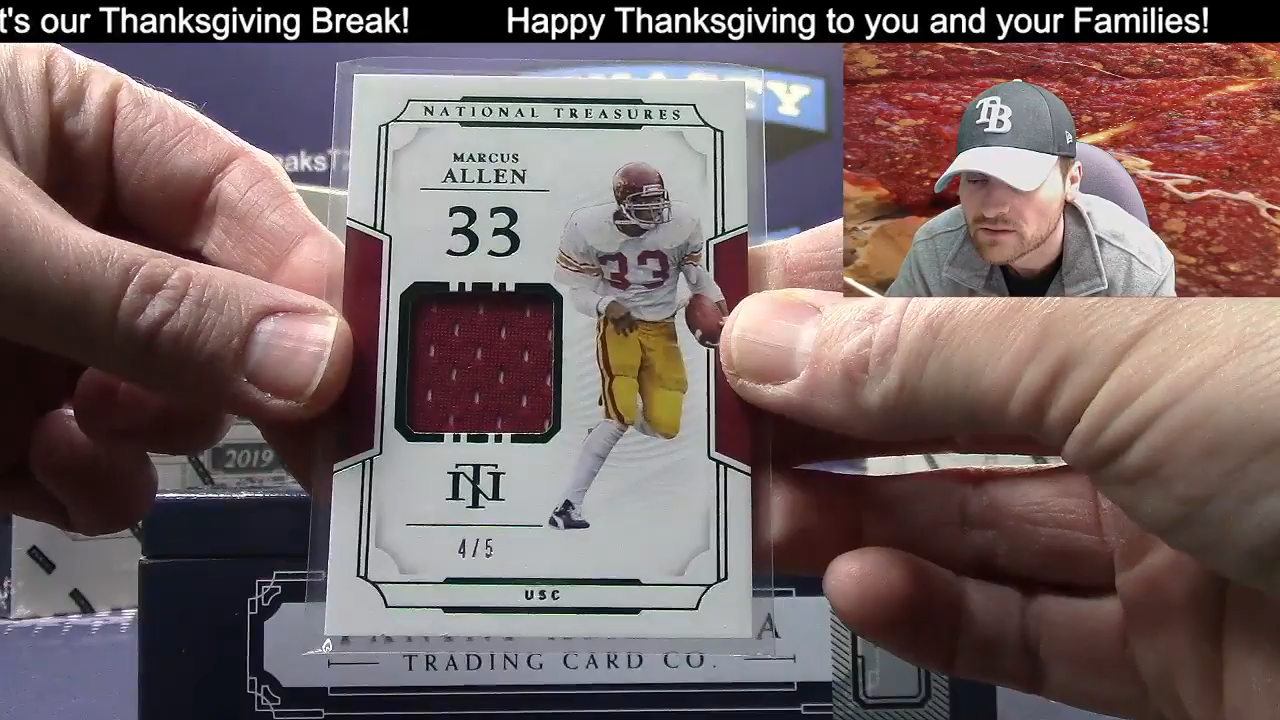 t's our Thanksgiving Break! Happy Thanksgiving to you and your Families!
NATIONAL TREASURES
MARCUS
ALLEN
33
33
NT
4/5
USC
TB
2019
TRADING CARD CO.